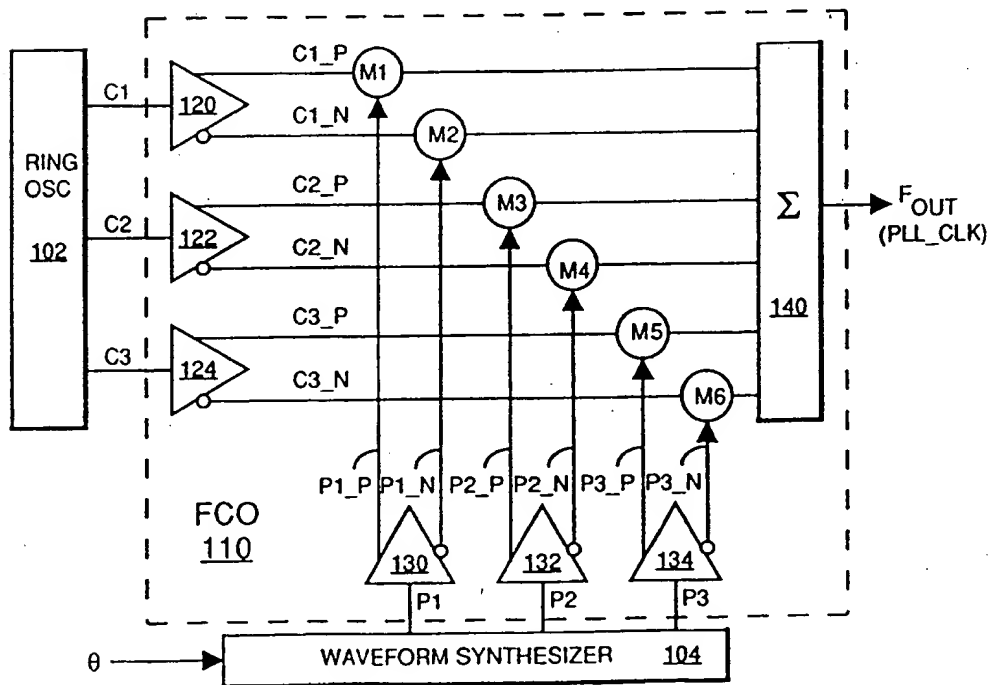 RING
OSC
102
C1
C2
C3
120
122
124
C1_P
C1_N
C2_P
C2_N
C3_P
C3_N
M1
M2
M3
M4
M5
M6
Σ
140
F OUT
(PLL_CLK)
P1_P P1_N P2_P P2_N P3_P P3_N
FCO
110
130
132
134
P1
P2
P3
θ
WAVEFORM SYNTHESIZER 104